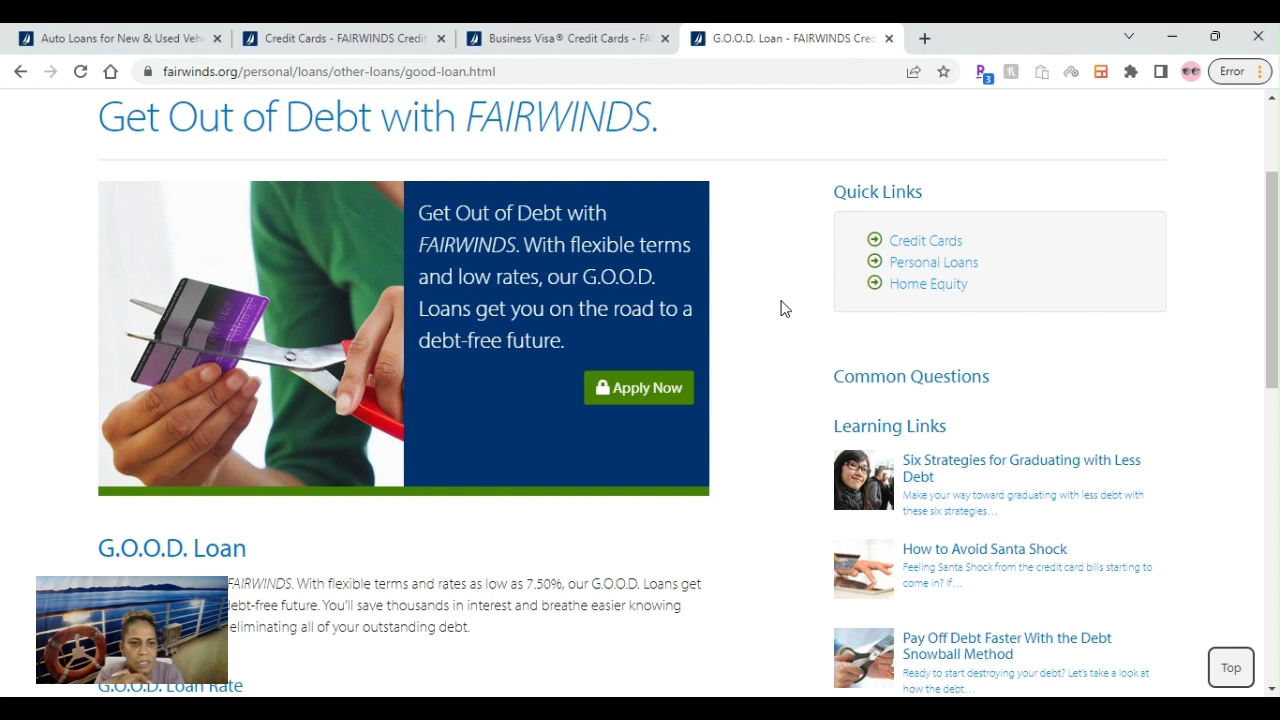 Auto Loans for New & Used Veh
Credit Cards - FAIRWINDS Credit
Business Visa® Credit Cards - FA
G.O.O.D. Loan - FAIRWINDS Cred
fairwinds.org/personal/loans/other-loans/good-loan.html
3
Error
Get Out of Debt with FAIRWINDS.
Get Out of Debt with
FAIRWINDS. With flexible terms
and low rates, our G.O.O.D.
Loans get you on the road to a
debt-free future.
Apply Now
Quick Links
Credit Cards
Personal Loans
Home Equity
Common Questions
Learning Links
Six Strategies for Graduating with Less
Debt
Make your way toward graduating with less debt with
these six strategies...
How to Avoid Santa Shock
Feeling Santa Shock from the credit card bills starting to
come in? If...
Pay Off Debt Faster With the Debt
Snowball Method
Ready to start destroying your debt? Let's take a look at
how the debt...
G.O.O.D. Loan
FAIRWINDS. With flexible terms and rates as low as 7.50%, our G.O.O.D. Loans get
debt-free future. You'll save thousands in interest and breathe easier knowing
eliminating all of your outstanding debt.
G.O.O.D. Loan Rate
Top